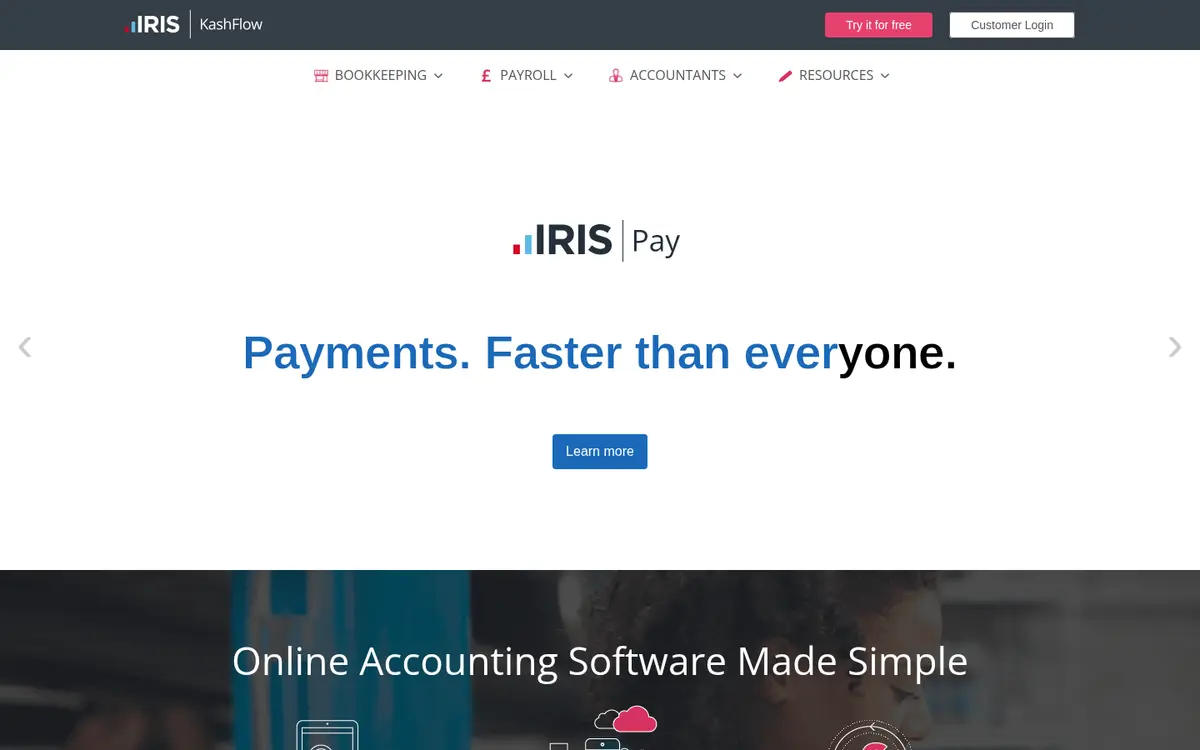 IRIS KashFlow
Try it for free
Customer Login
BOOKKEEPING
£ PAYROLL
ACCOUNTANTS
RESOURCES
IRIS Pay
Payments. Faster than everyone.
Learn more
Online Accounting Software Made Simple